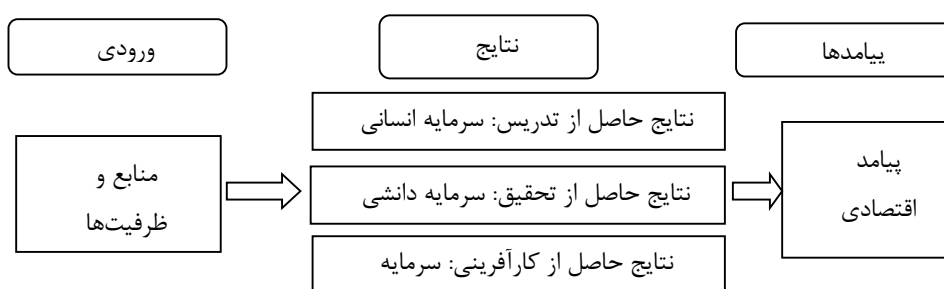 ورودی
نتایج
پیامدها
منابع و
ظرفیت‌ها
نتایج حاصل از تدریس: سرمایه انسانی
نتایج حاصل از تحقیق: سرمایه دانشی
نتایج حاصل از کارآفرینی: سرمایه
پیامد
اقتصادی